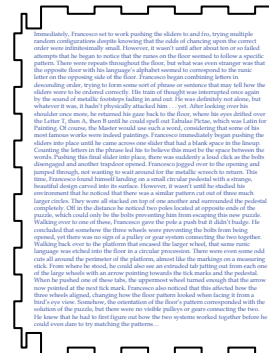 Immediately, Francesco set to work pushing the sliders to and fro, trying multiple
random configurations despite knowing that the odds of chancing upon the correct
order were infinitesimally small. However, it wasn't until after about ten or so failed
attempts that he began to notice that the runes on the floor seemed to follow a specific
pattern. There were repeats throughout the floor, but what was even stranger was that
the opposite floor with his language's alphabet seemed to correspond to the runic
letter on the opposing side of the floor. Francesco began combining letters in
descending order, trying to form some sort of phrase or sentence that may tell how the
sliders were to be ordered correctly. His train of thought was interrupted once again
by the sound of metallic footsteps fading in and out. He was definitely not alone, but
whatever it was, it hadn't physically attacked him . . . yet. After looking over his
shoulder once more, he returned his gaze back to the floor, where his eyes drifted over
the Letter T, then A, then B until he could spell out Tabulas Pictae, which was Latin for
Painting. Of course, the Master would use such a word, considering that some of his
most famous works were indeed paintings. Francesco immediately began pushing the
sliders into place until he came across one slider that had a blank space in the lineup.
Counting the letters in the phrase led his to believe this must be the space between the
words. Pushing this final slider into place, there was suddenly a loud click as the bolts
disengaged and another trapdoor opened. Francesco jogged over to the opening and
jumped through, not wanting to wait around for the metallic screech to return. This
time, Francesco found himself landing on a small circular pedestal with a strange,
beautiful design carved into its surface. However, it wasn't until he studied his
environment that he noticed that there was a similar pattern cut out of three much
larger circles. They were all stacked on top of one another and surrounded the pedestal
completely. Off in the distance he noticed two poles located at opposite ends of the
puzzle, which could only be the bolts preventing him from escaping this new puzzle.
Walking over to one of these, Francesco gave the pole a push but it didn't budge. He
concluded that somehow the three wheels were preventing the bolts from being
opened, yet there was no sign of a pulley or gear system connecting the two together.
Walking back over to the platform that encased the larger wheel, that same runic
language was etched into the floor in a circular procession. There were even some odd
cuts all around the perimeter of the platform, almost like the markings on a measuring
stick. From where he stood, he could also see an extruded tab jutting out from each one
of the large wheels with an arrow pointing towards the tick marks and the pedestal.
When he pushed one of these tabs, the uppermost wheel turned enough that the arrow
now pointed at the next tick mark. Francesco also noticed that this affected how the
three wheels aligned, changing how the floor pattern looked when facing it from a
bird's eye view. Somehow, the orientation of the floor's pattern corresponded with the
solution of the puzzle, but there were no visible pulleys or gears connecting the two.
He knew that he had to first figure out how the two systems worked together before he
could even dare to try matching the patterns…